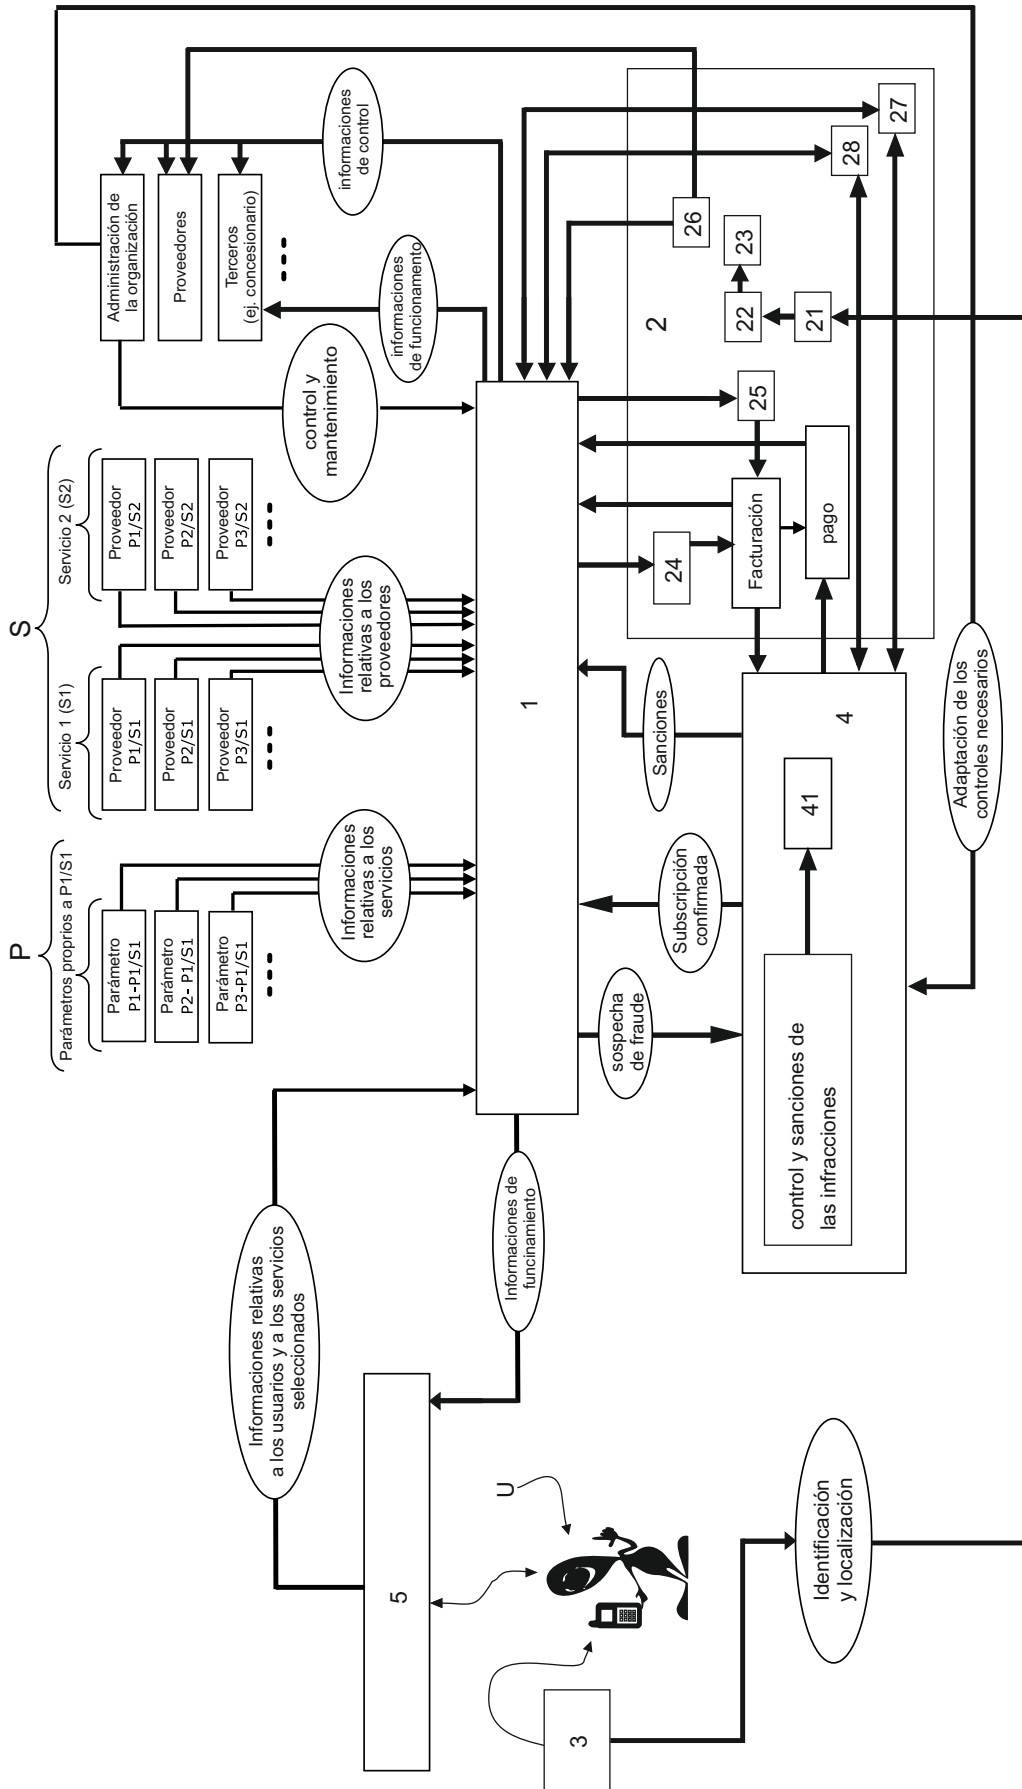 P
Parámetros proprios a P1/S1
Parámetro
P1-P1/S1
Parámetro
P2- P1/S1
Parámetro
P3-P1/S1
S
Servicio 1 (S1)
Proveedor
P1/S1
Proveedor
P2/S1
Proveedor
P3/S1
Servicio 2 (S2)
Proveedor
P1/S2
Proveedor
P2/S2
Proveedor
P3/S2
Administración de
la organización
Proveedores
Terceros
(ej. concesionario)
Informaciones relativas
a los usuarios y a los servicios
seleccionados
Informaciones
relativas a los
servicios
Informaciones
relativas a los
proveedores
control y
mantenimiento
informaciones
de funcionamento
informaciones
de control
5
1
Informaciones de
funcinamiento
sospecha
de fraude
Subscripción
confirmada
Sanciones
U
3
Identificación
y localización
4
control y sanciones de
las infracciones
41
2
24
Facturación
pago
25
21
22
23
26
28
27
Adaptación de los
controles necesarios